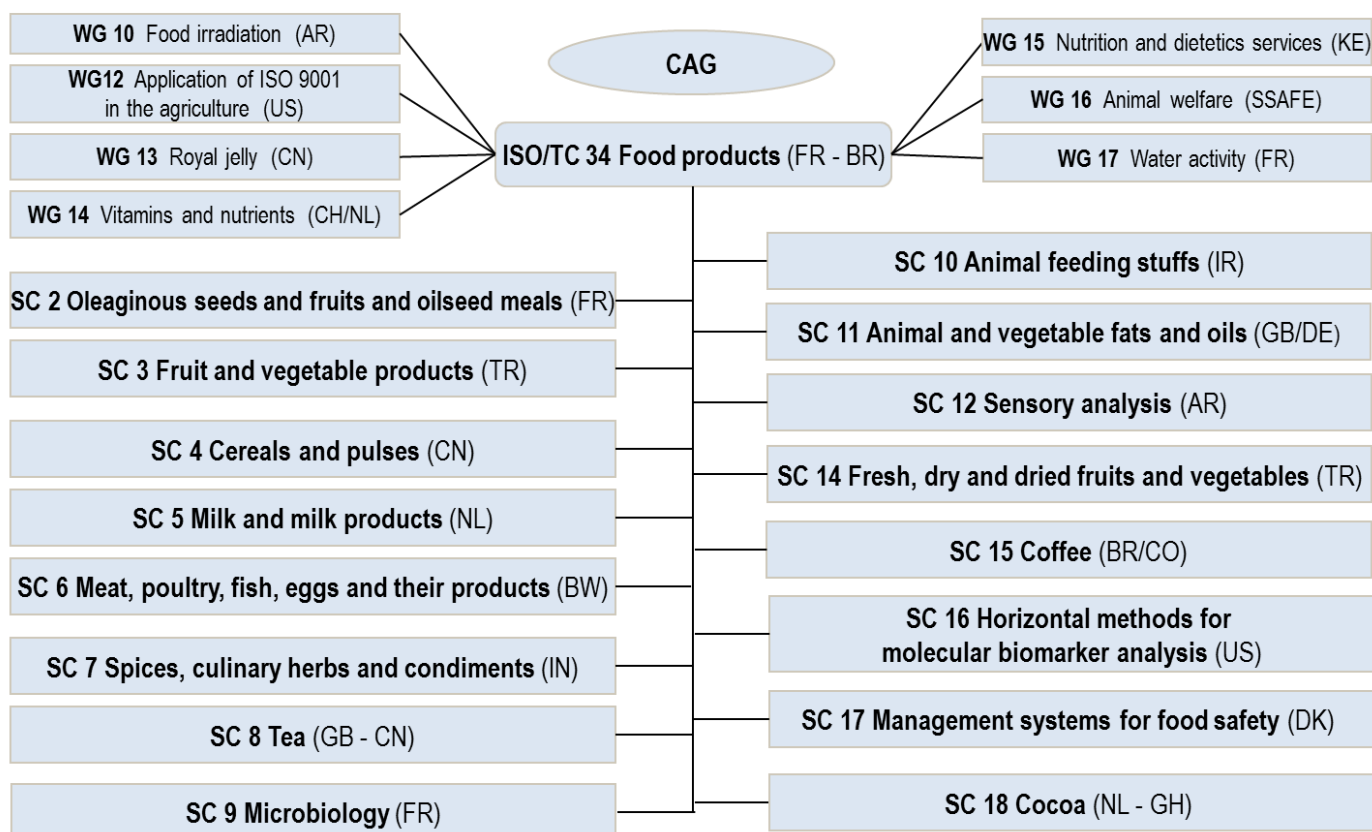 WG 10 Food irradiation (AR)
WG12 Application of ISO 9001
in the agriculture (US)
WG 13 Royal jelly (CN)
WG 14 Vitamins and nutrients (CH/NL)
CAG
ISO/TC 34 Food products (FR - BR)
WG 15 Nutrition and dietetics services (KE)
WG 16 Animal welfare (SSAFE)
WG 17 Water activity (FR)
SC 2 Oleaginous seeds and fruits and oilseed meals (FR)
SC 3 Fruit and vegetable products (TR)
SC 4 Cereals and pulses (CN)
SC 5 Milk and milk products (NL)
SC 6 Meat, poultry, fish, eggs and their products (BW)
SC 7 Spices, culinary herbs and condiments (IN)
SC 8 Tea (GB - CN)
SC 9 Microbiology (FR)
SC 10 Animal feeding stuffs (IR)
SC 11 Animal and vegetable fats and oils (GB/DE)
SC 12 Sensory analysis (AR)
SC 14 Fresh, dry and dried fruits and vegetables (TR)
SC 15 Coffee (BR/CO)
SC 16 Horizontal methods for
molecular biomarker analysis (US)
SC 17 Management systems for food safety (DK)
SC 18 Cocoa (NL - GH)